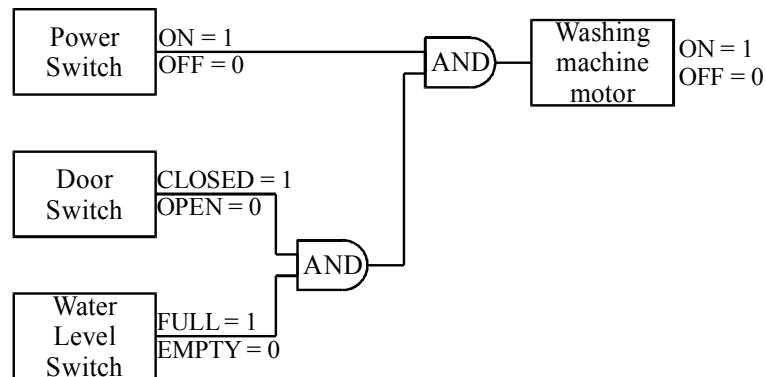 Power
Switch
ON = 1
OFF = 0
AND
Washing
machine
motor
ON = 1
OFF = 0
Door
Switch
CLOSED = 1
OPEN = 0
AND
Water
Level
Switch
FULL = 1
EMPTY = 0